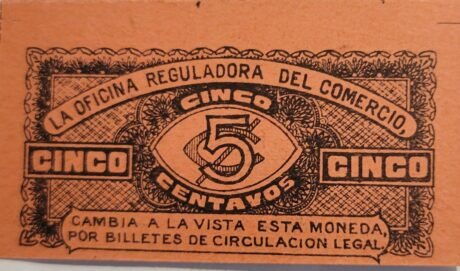 LA OFICINA REGULADORA DEL COMERCIO,
CINCO
5
CENTAVOS
CINCO
CINCO
CAMBIA A LA VISTA ESTA MONEDA,
POR BILLETES DE CIRCULACION LEGAL.